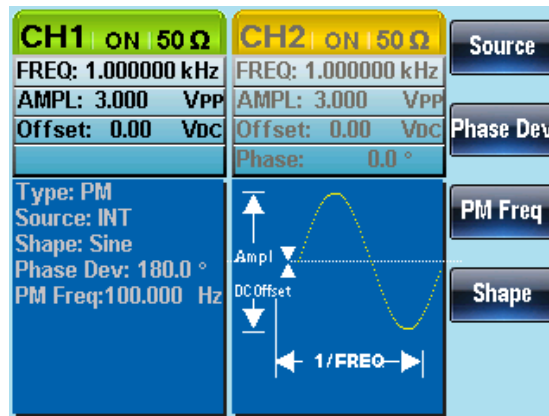 CH1 ON 50 Ω
FREQ: 1.000000 kHz
AMPL: 3.000 VPP
Offset: 0.00 VDC
Type: PM
Source: INT
Shape: Sine
Phase Dev: 180.0 °
PM Freq:100.000 Hz
CH2 ON 50 Ω
FREQ: 1.000000 kHz
AMPL: 3.000 VPP
Offset: 0.00 VDC
Phase: 0.0 °
Ampl
DC Offset
1/FREQ
Source
Phase Dev
PM Freq
Shape